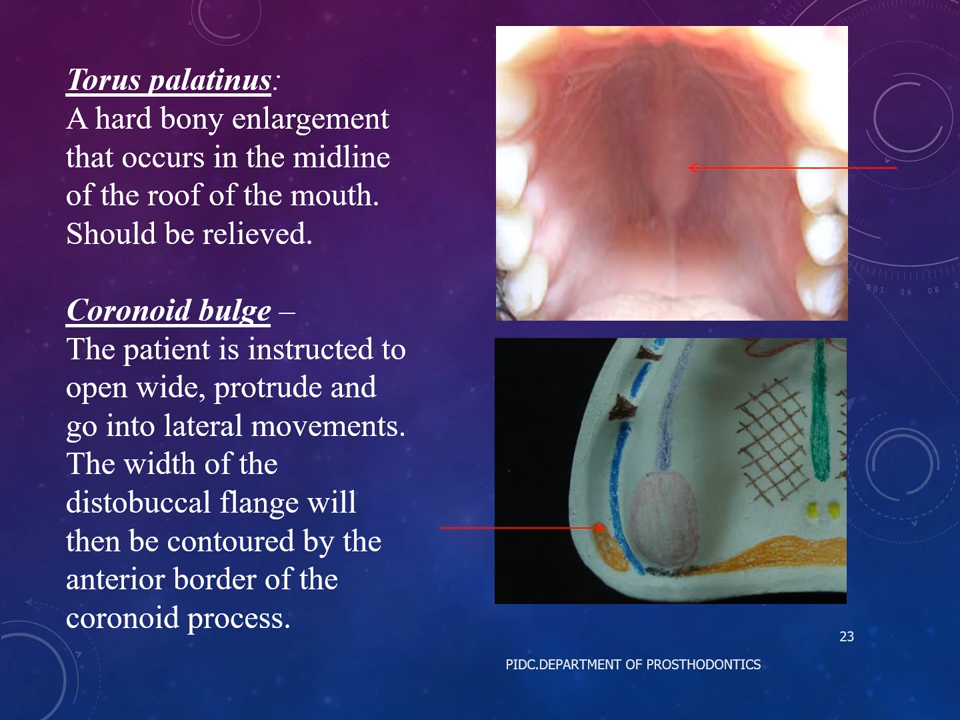 Torus palatinus:
A hard bony enlargement
that occurs in the midline
of the roof of the mouth.
Should be relieved.
Coronoid bulge –
The patient is instructed to
open wide, protrude and
go into lateral movements.
The width of the
distobuccal flange will
then be contoured by the
anterior border of the
coronoid process.
23
PIDC.DEPARTMENT OF PROSTHODONTICS